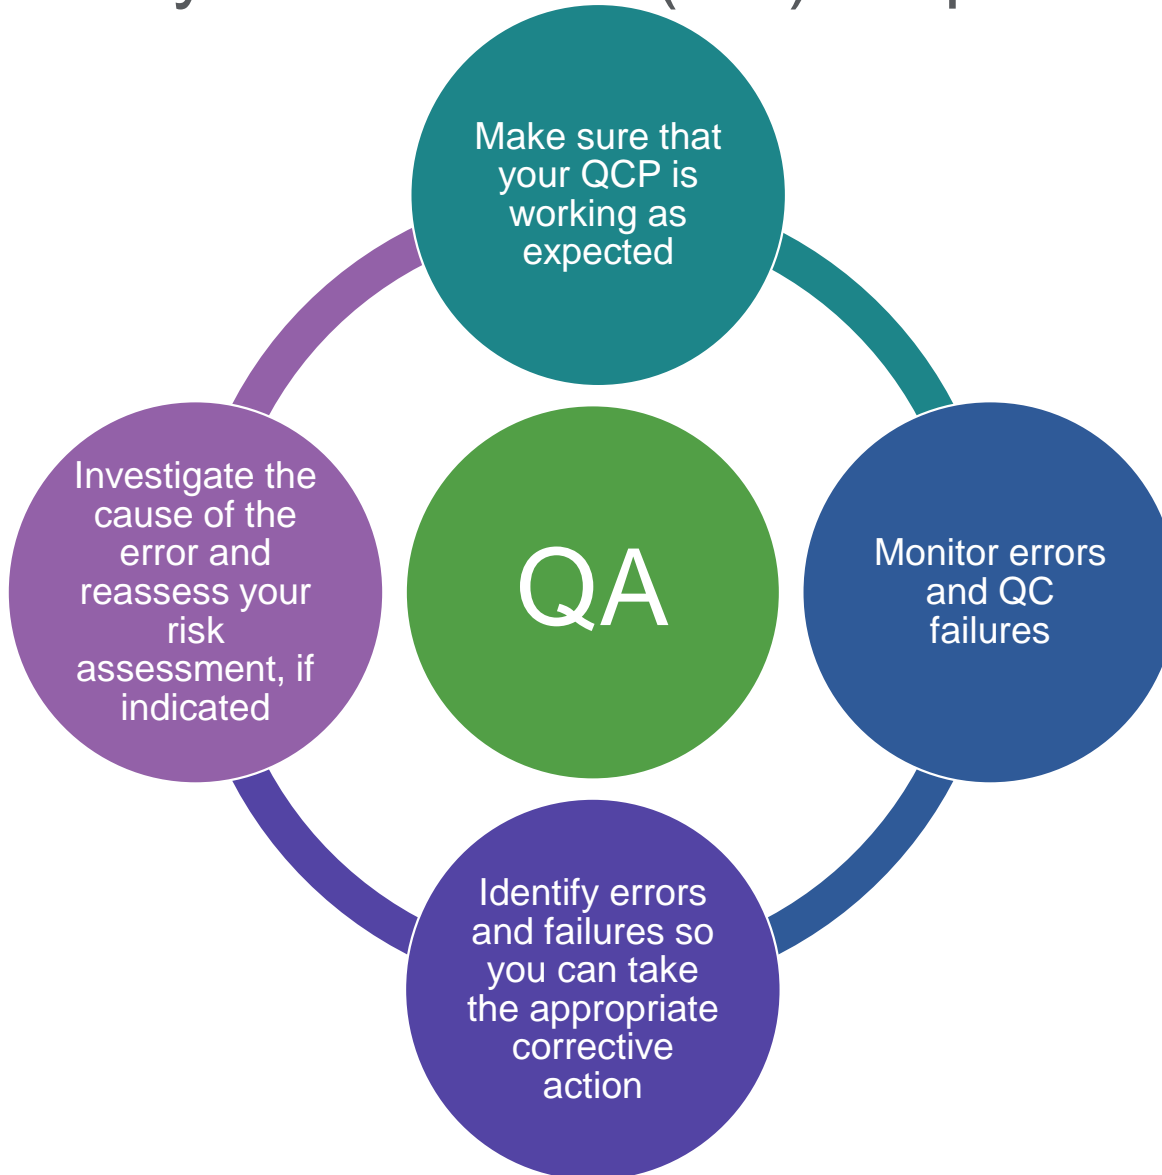 Make sure that
your QCP is
working as
expected
Monitor errors
and QC
failures
Identify errors
and failures so
you can take
the appropriate
corrective
action
Investigate the
cause of the
error and
reassess your
risk
assessment, if
indicated
QA